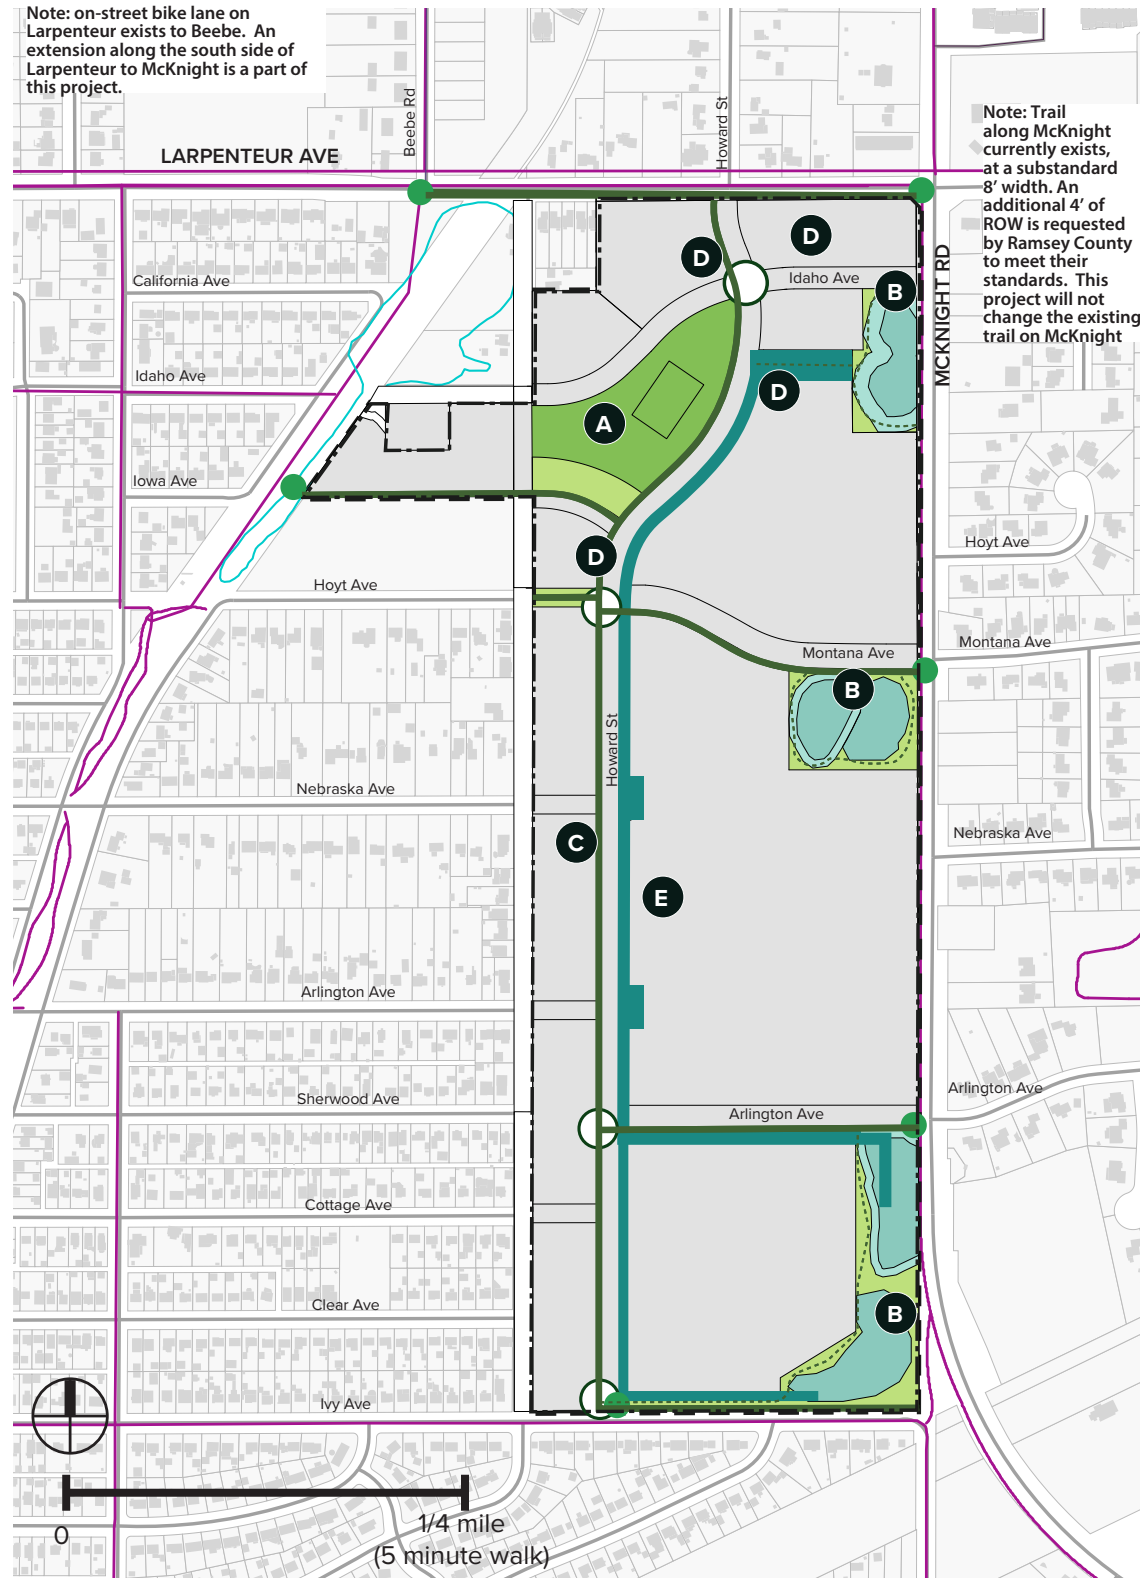 Note: on-street bike lane on
Larpenteur exists to Beebe. An
extension along the south side of
Larpenteur to McKnight is a part of
this project.
Beebe Rd
Howard St
LARPENTEUR AVE
Note: Trail
along McKnight
currently exists,
at a substandard
8' width. An
additional 4' of
ROW is requested
by Ramsey County
to meet their
standards. This
project will not
change the existing
trail on McKnight
MCKNIGHT RD
D
D
California Ave
Idaho Ave
B
Idaho Ave
D
A
Iowa Ave
D
Hoyt Ave
Hoyt Ave
Montana Ave
Montana Ave
B
Howard St
Nebraska Ave
C
Nebraska Ave
E
Arlington Ave
Arlington Ave
Sherwood Ave
Arlington Ave
Cottage Ave
Clear Ave
B
Ivy Ave
0
1/4 mile
(5 minute walk)